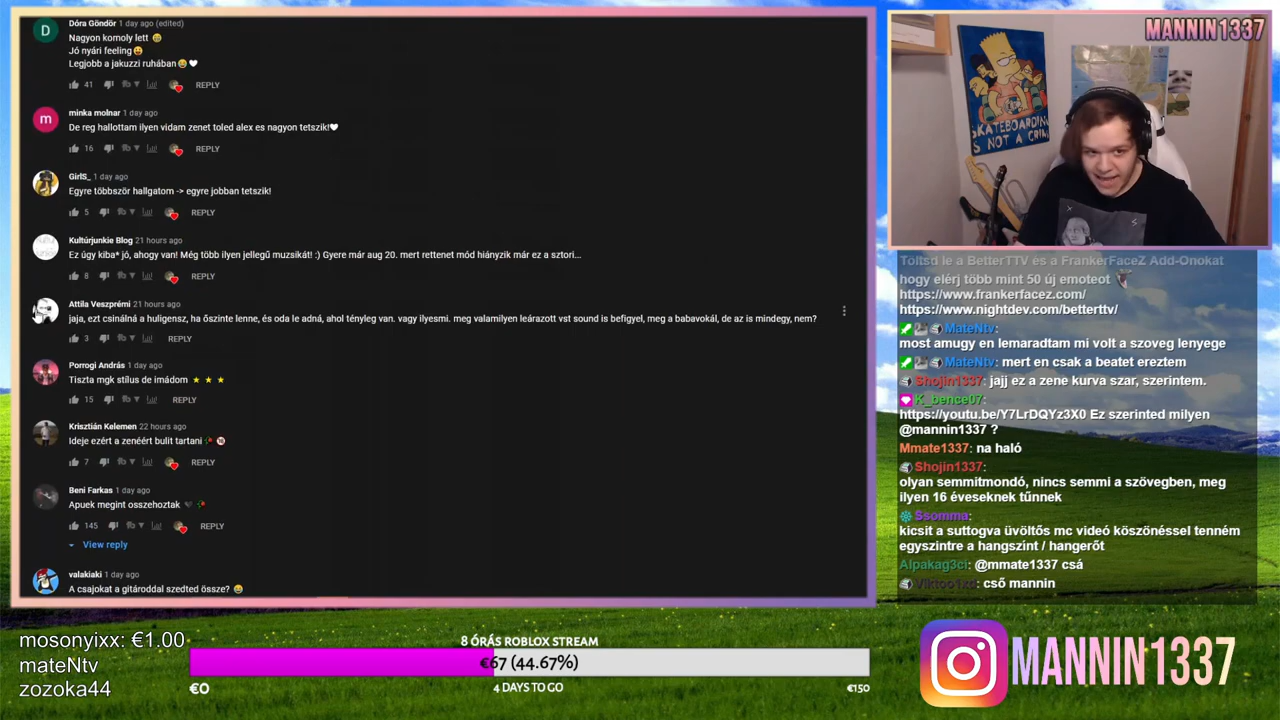 Dóra Göndör 1 day ago (edited)
Nagyon komoly lett 😄
Jó nyári feeling😀
Legjobb a jakuzzi ruhában😄🤍
41 REPLY
minka molnar 1 day ago
De reg hallottam ilyen vidam zenet toled alex es nagyon tetszik!🤍
16 REPLY
GirlS_ 1 day ago
Egyre többször hallgatom -> egyre jobban tetszik!
5 REPLY
Kultúrjunkie Blog 21 hours ago
Ez úgy kiba* jó, ahogy van! Még több ilyen jellegű muzsikát! :) Gyere már aug 20. mert rettenet mód hiányzik már ez a sztori...
8 REPLY
Attila Veszprémi 21 hours ago
jaja, ezt csinálná a huligensz, ha őszinte lenne, és oda le adná, ahol tényleg van. vagy ilyesmi. meg valamilyen leárazott vst sound is befigyel, meg a babavokál, de az is mindegy, nem?
3 REPLY
Porrogi András 1 day ago
Tiszta mgk stílus de imádom ★ ★ ★
15 REPLY
Krisztián Kelemen 22 hours ago
Ideje ezért a zenéért bulit tartani
7 REPLY
Beni Farkas 1 day ago
Apuek megint osszehoztak
145 REPLY
View reply
valakiaki 1 day ago
A csajokat a gitároddal szedted össze? 😄
MANNIN1337
SKATEBOARDING
IS NOT A CRIME
Töltsd le a BetterTTV és a FrankerFaceZ Add-Onokat
hogy elérj több mint 50 új emoteot
https://www.frankerfacez.com/
https://www.nightdev.com/betterttv/
MateNtv:
most amugy en lemaradtam mi volt a szoveg lenyege
MateNtv: mert en csak a beatet ereztem
Shojin1337: jajj ez a zene kurva szar, szerintem.
K_bence07:
https://youtu.be/Y7LrDQYz3X0 Ez szerinted milyen
@mannin1337 ?
Mmate1337: na haló
Shojin1337:
olyan semmitmondó, nincs semmi a szövegben, meg
ilyen 16 éveseknek tűnnek
Ssomma:
kicsit a suttogva üvöltős mc videó köszönéssel tenném
egyszintre a hangszínt / hangerőt
Alpakag3ci: @mmate1337 csá
Viktoo1zd: cső mannin
mosonyixx: €1.00
mateNtv
zozoka44
8 ÓRÁS ROBLOX STREAM
€67 (44.67%)
€0
4 DAYS TO GO
€150
MANNIN1337